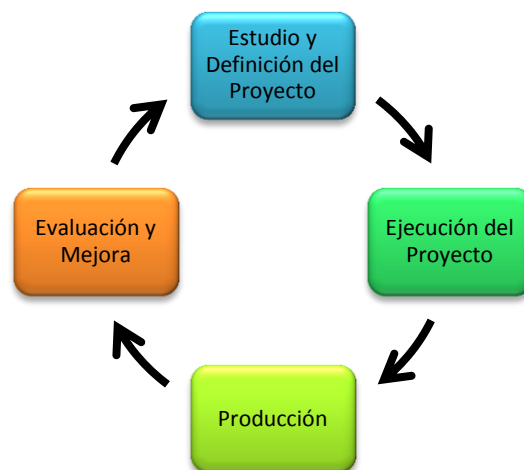 Estudio y
Definición del
Proyecto
Ejecución del
Proyecto
Producción
Evaluación y
Mejora